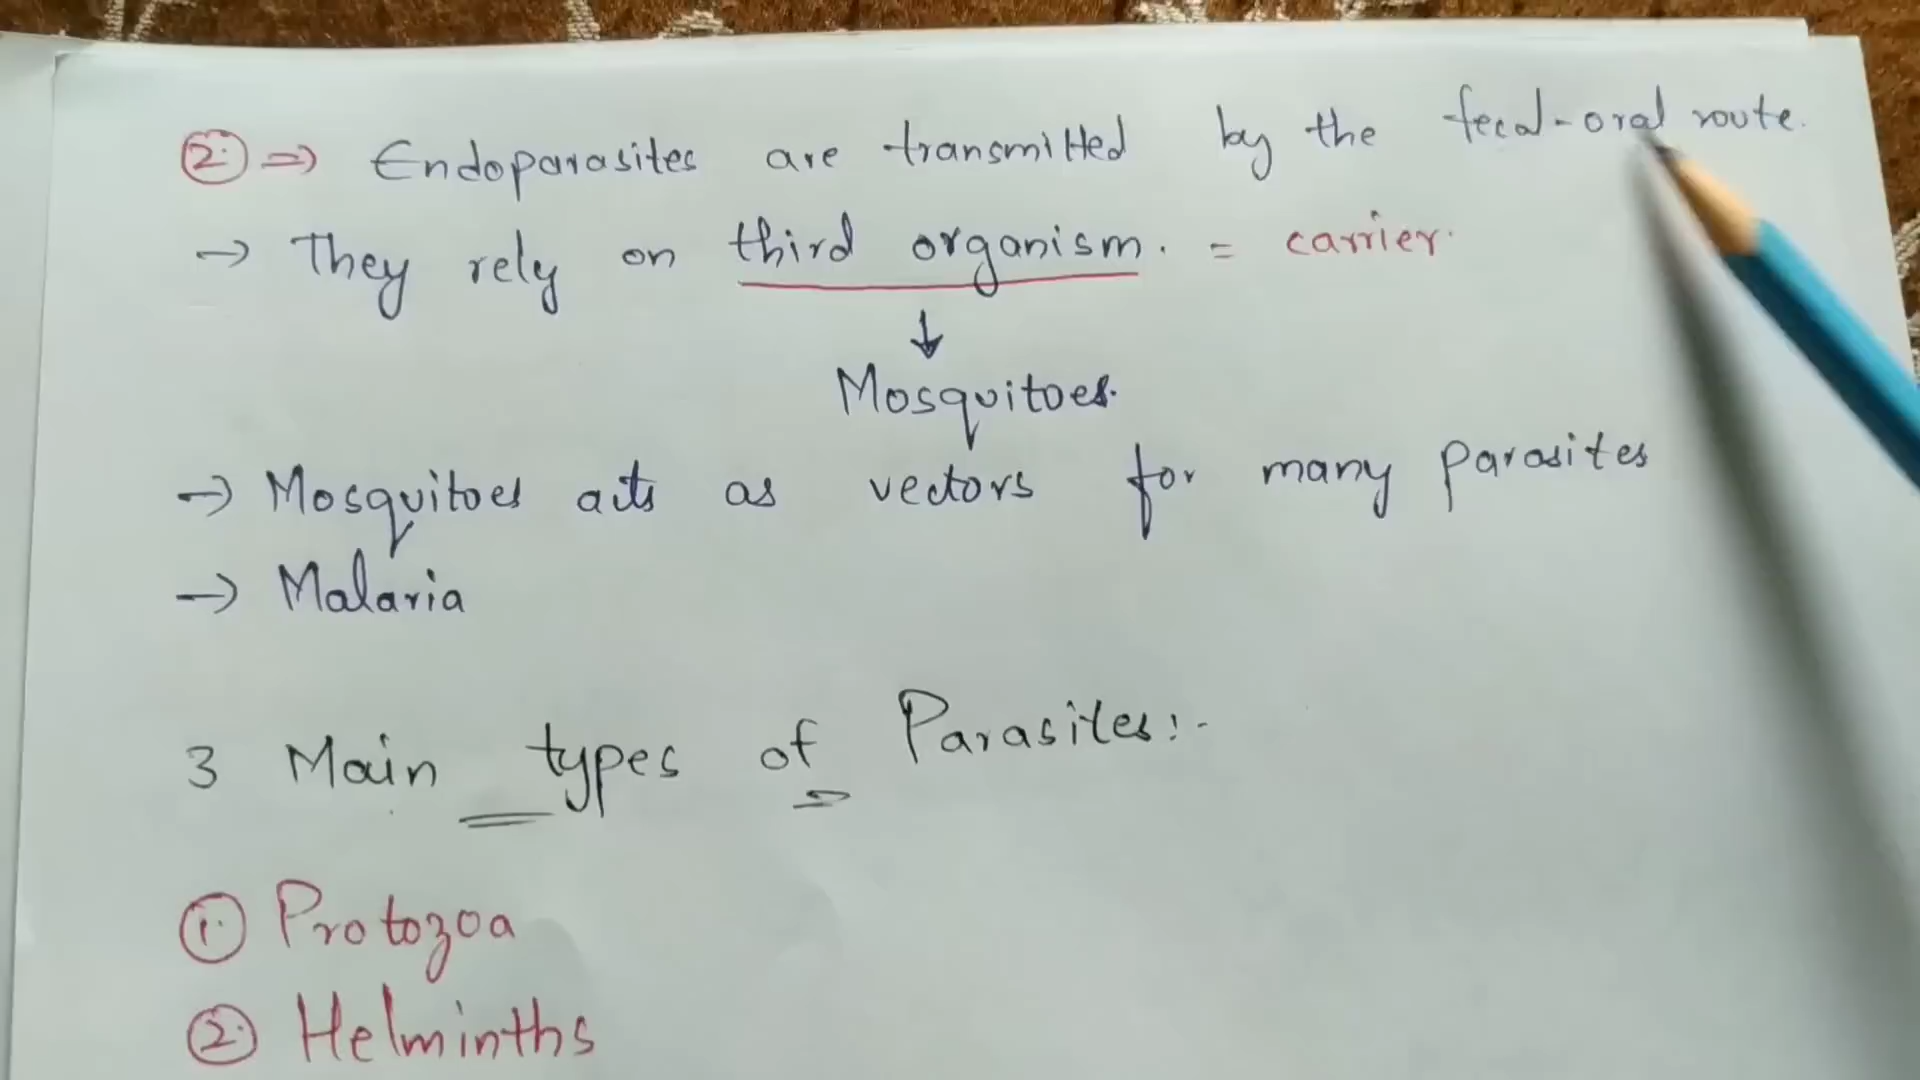 2. => Endoparasites are transmitted by the fecal-oral route.
→ They rely on third organism. = carrier.
↓
Mosquitoes.
→ Mosquitoes acts as vectors for many parasites
→ Malaria
3 Main types of Parasites:-
1. Protozoa
2. Helminths